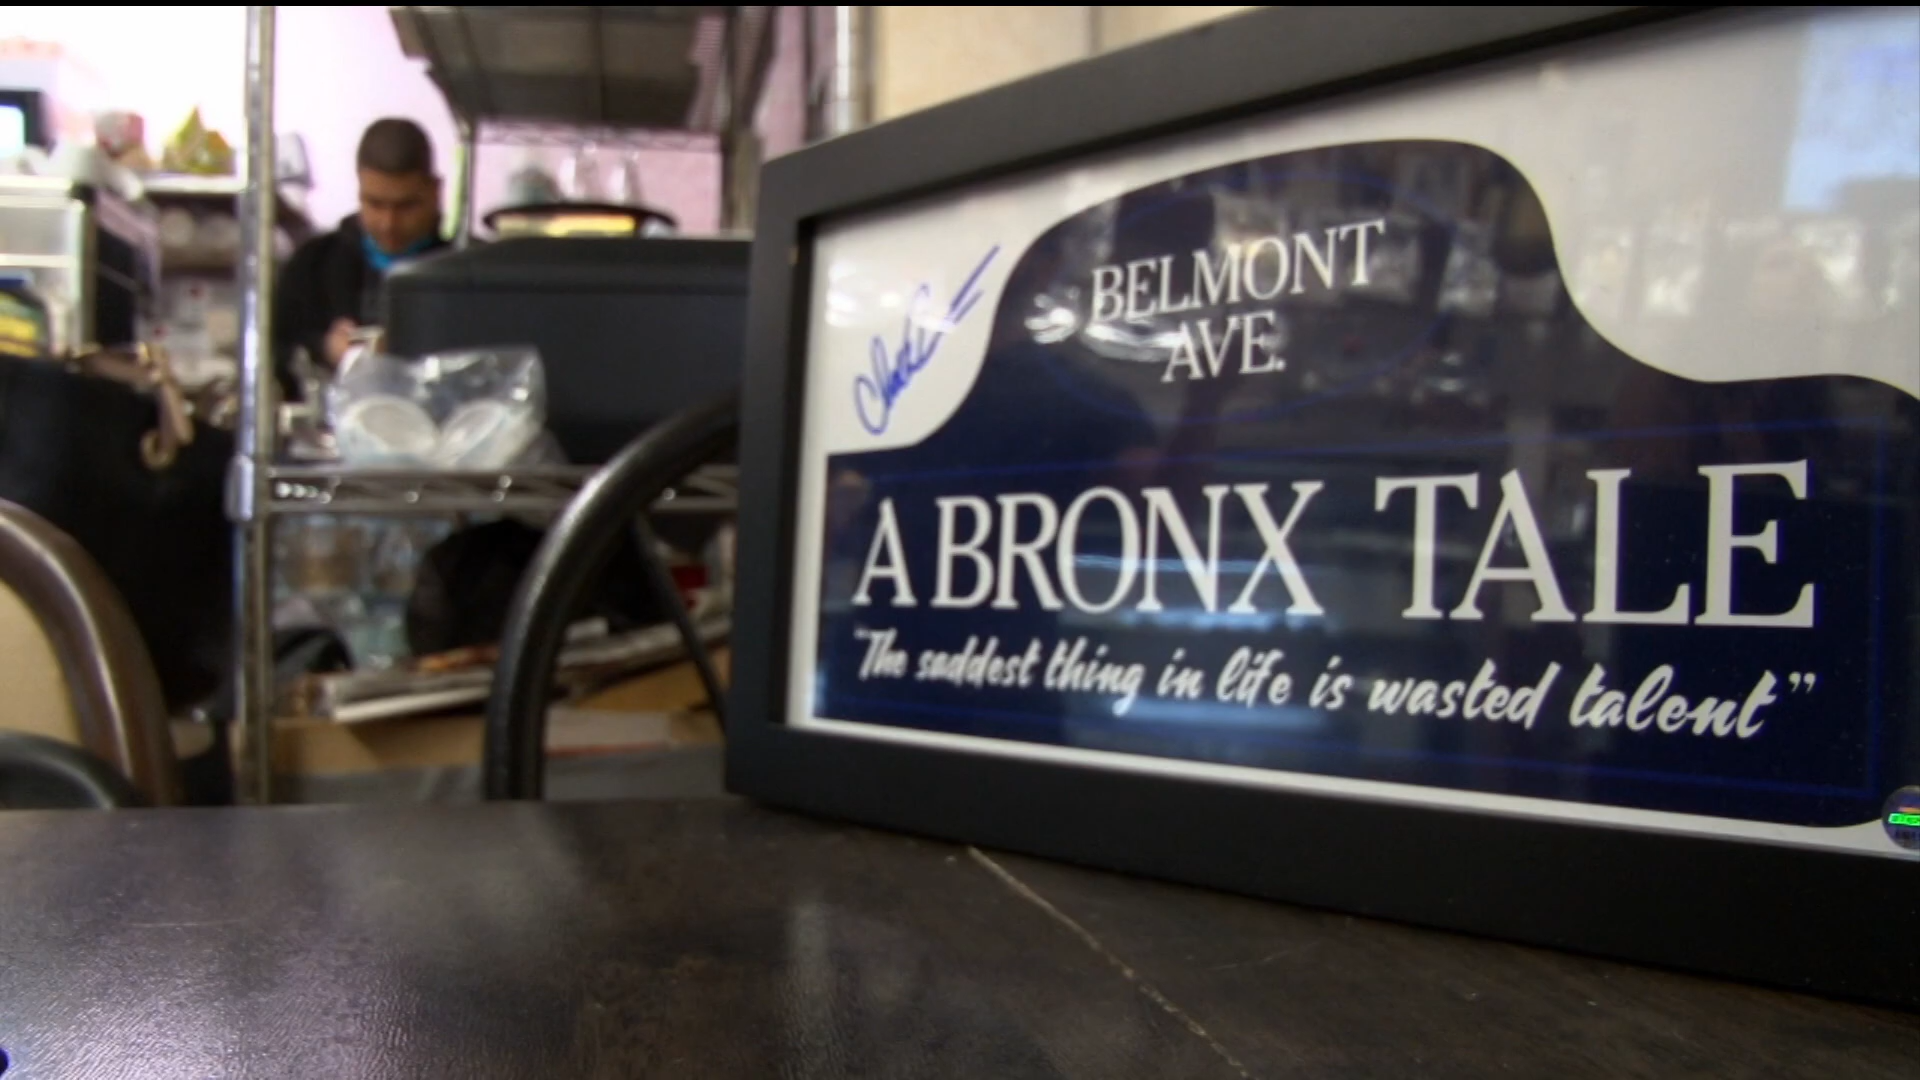 BELMONT
AVE.
A BRONX TALE
"The saddest thing in life is wasted talent"